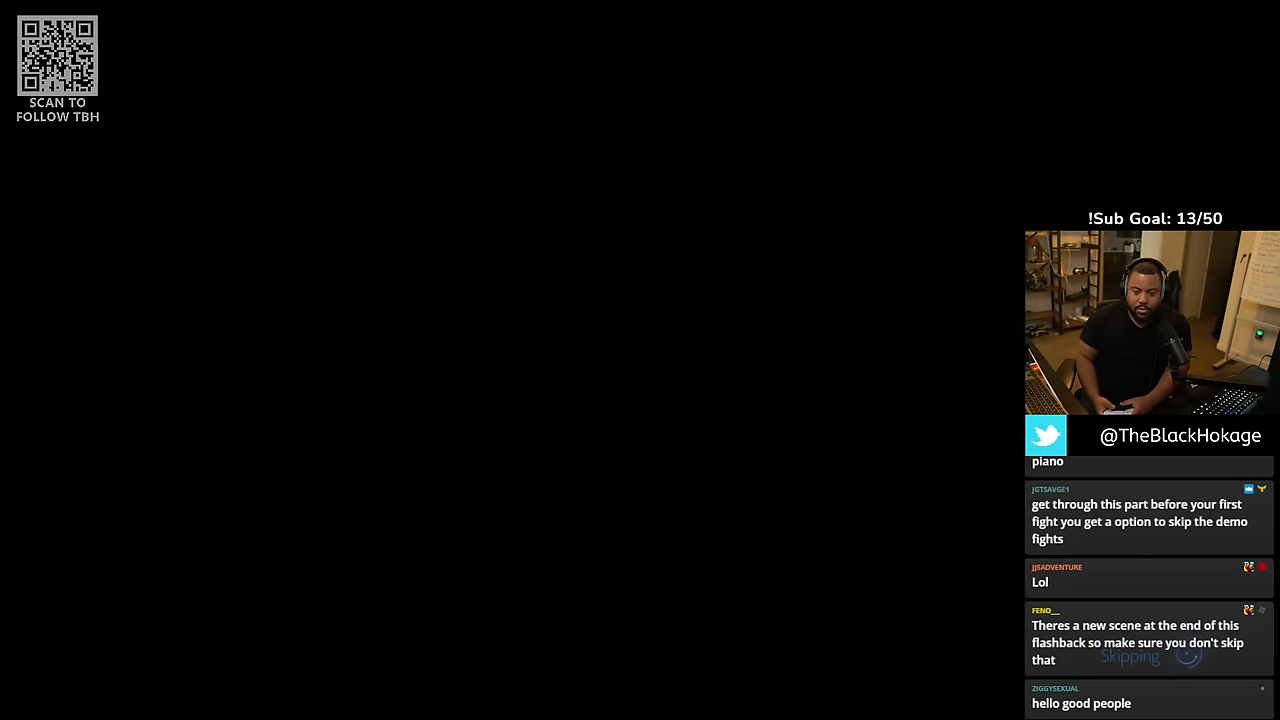 SCAN TO
FOLLOW TBH
!Sub Goal: 13/50
@TheBlackHokage
piano
JGTSAVGE1
get through this part before your first
fight you get a option to skip the demo
fights
JJSADVENTURE
Lol
FENO__
Theres a new scene at the end of this
flashback so make sure you don't skip
that
Skipping
ZIGGYSEXUAL
hello good people